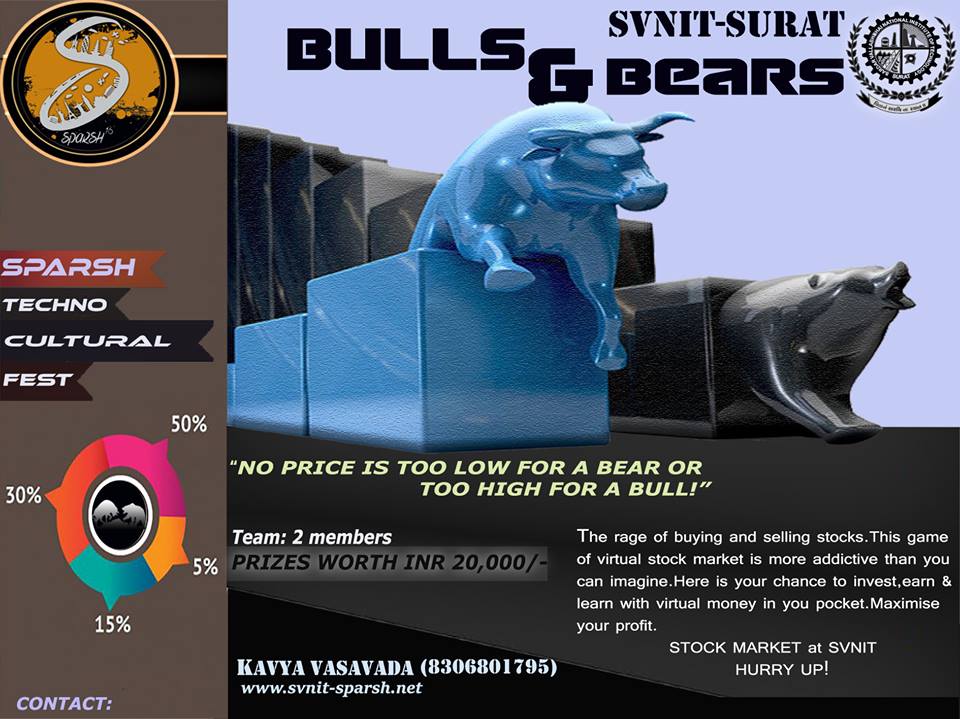 SPARSH'15
SVNIT-SURAT
BULLS & BEARS
SPARSH
TECHNO
CULTURAL
FEST
50%
30%
5%
15%
"NO PRICE IS TOO LOW FOR A BEAR OR
TOO HIGH FOR A BULL!"
Team: 2 members
PRIZES WORTH INR 20,000/-
The rage of buying and selling stocks.This game
of virtual stock market is more addictive than you
can imagine.Here is your chance to invest,earn &
learn with virtual money in you pocket.Maximise
your profit.
STOCK MARKET at SVNIT
HURRY UP!
KAVYA VASAVADA (8306801795)
www.svnit-sparsh.net
CONTACT: